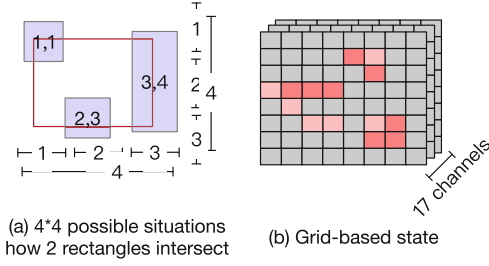 1,1
3,4
2,3
1
2
3
4
1
2
3
4
17 channels
(a) 4*4 possible situations
how 2 rectangles intersect
(b) Grid-based state